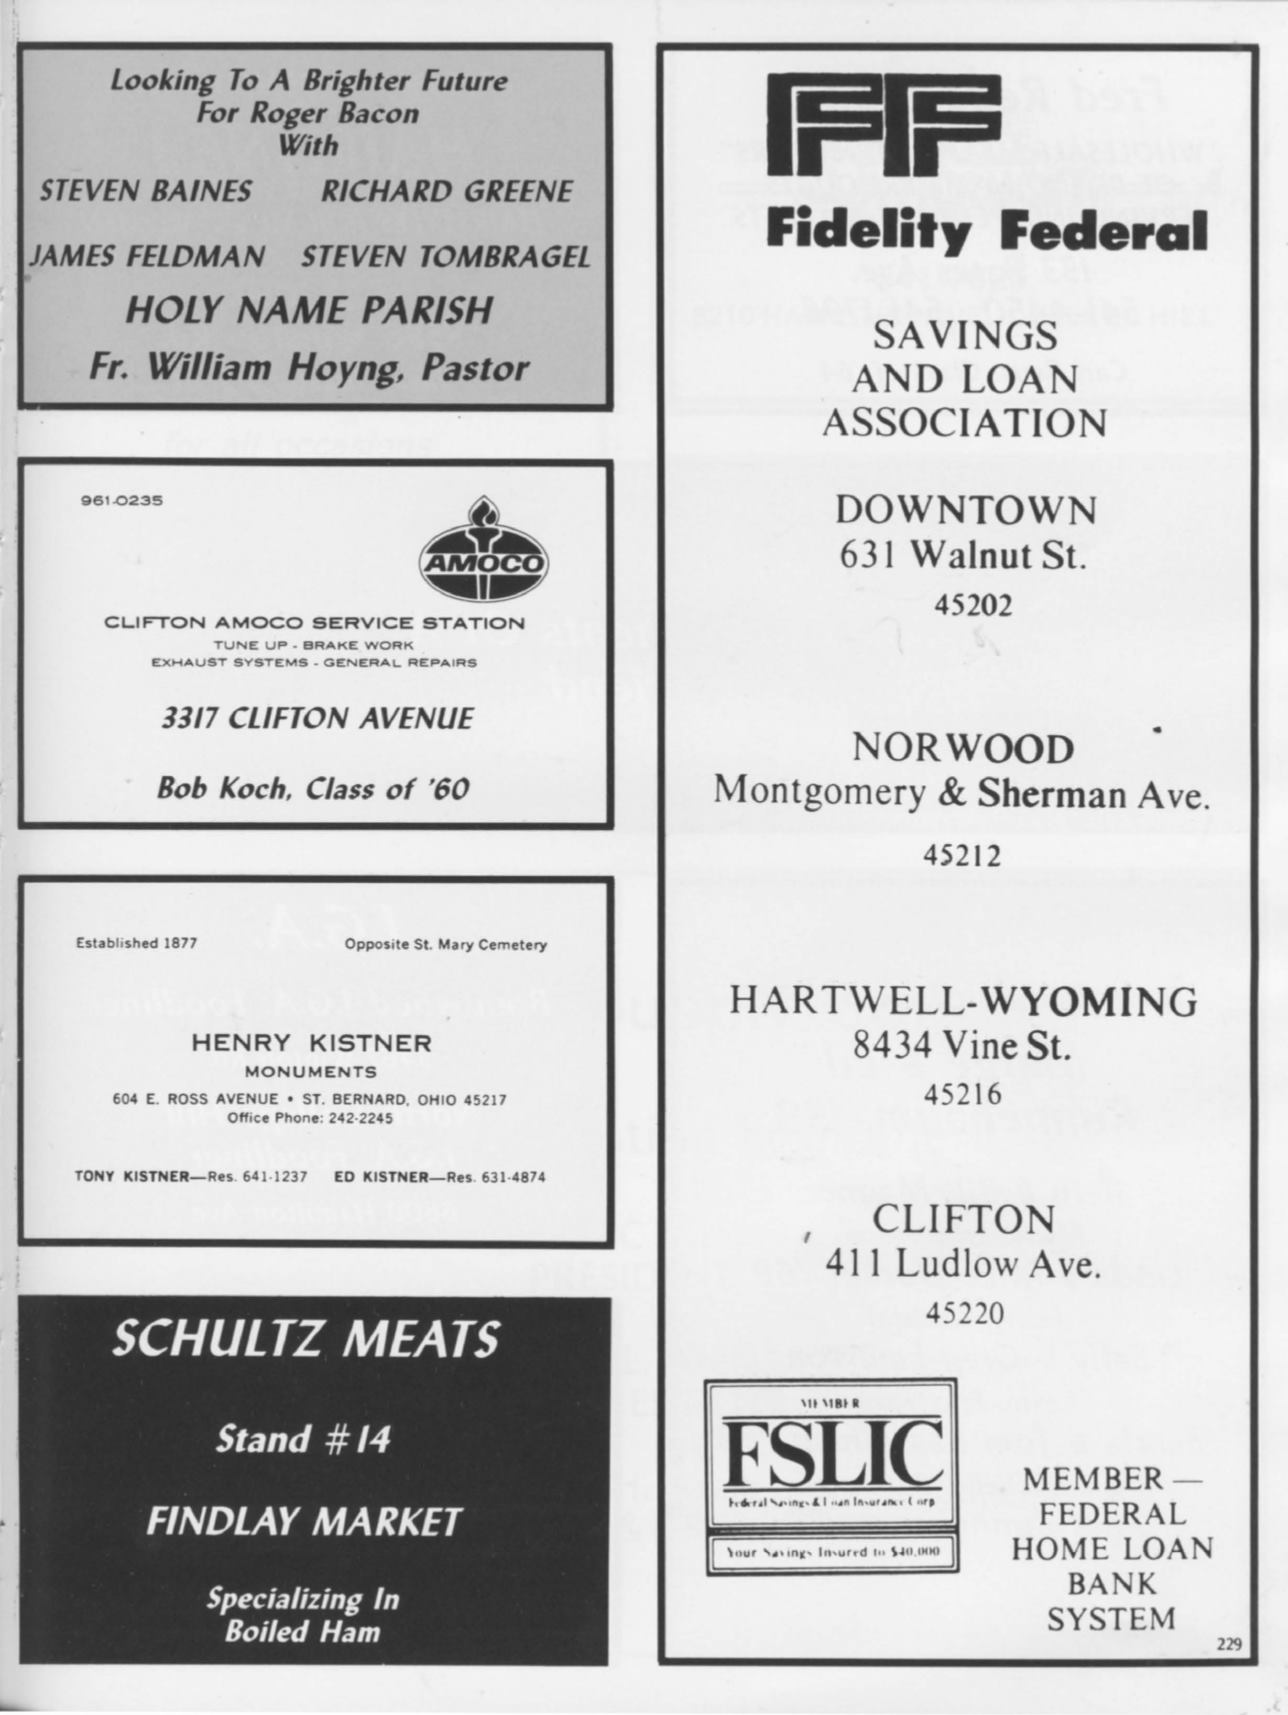 Looking To A Brighter Future
For Roger Bacon
With
STEVEN BAINES RICHARD GREENE
JAMES FELDMAN STEVEN TOMBRAGEL
HOLY NAME PARISH
Fr. William Hoyng, Pastor
961-0235
AMOCO
CLIFTON AMOCO SERVICE STATION
TUNE UP - BRAKE WORK
EXHAUST SYSTEMS - GENERAL REPAIRS
3317 CLIFTON AVENUE
Bob Koch, Class of '60
Established 1877 Opposite St. Mary Cemetery
HENRY KISTNER
MONUMENTS
604 E. ROSS AVENUE • ST. BERNARD, OHIO 45217
Office Phone: 242-2245
TONY KISTNER—Res. 641-1237 ED KISTNER—Res. 631-4874
SCHULTZ MEATS
Stand #14
FINDLAY MARKET
Specializing In
Boiled Ham
FF
Fidelity Federal
SAVINGS
AND LOAN
ASSOCIATION
DOWNTOWN
631 Walnut St.
45202
NORWOOD
Montgomery & Sherman Ave.
45212
HARTWELL-WYOMING
8434 Vine St.
45216
CLIFTON
411 Ludlow Ave.
45220
MEMBER
FSLIC
Federal Savings & Loan Insurance Corp
Your Savings Insured to $40,000
MEMBER —
FEDERAL
HOME LOAN
BANK
SYSTEM
229